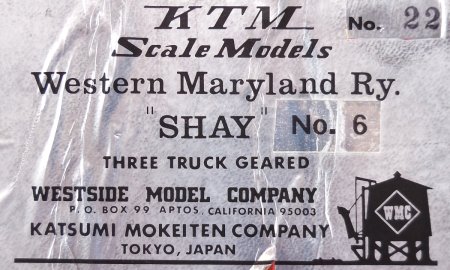 KTM
No. 22
Scale Models
Western Maryland Ry.
"SHAY" No. 6
THREE TRUCK GEARED
WESTSIDE MODEL COMPANY
P.O. BOX 99 APTOS, CALIFORNIA 95003
KATSUMI MOKEITEN COMPANY
TOKYO, JAPAN
WMC